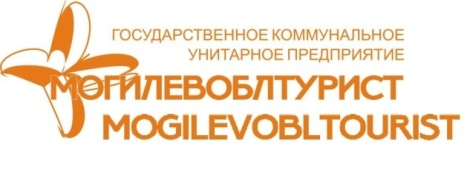 ГОСУДАРСТВЕННОЕ КОММУНАЛЬНОЕ
УНИТАРНОЕ ПРЕДПРИЯТИЕ
МОГИЛЕВОБЛТУРИСТ
MOGILEVOBLTOURIST